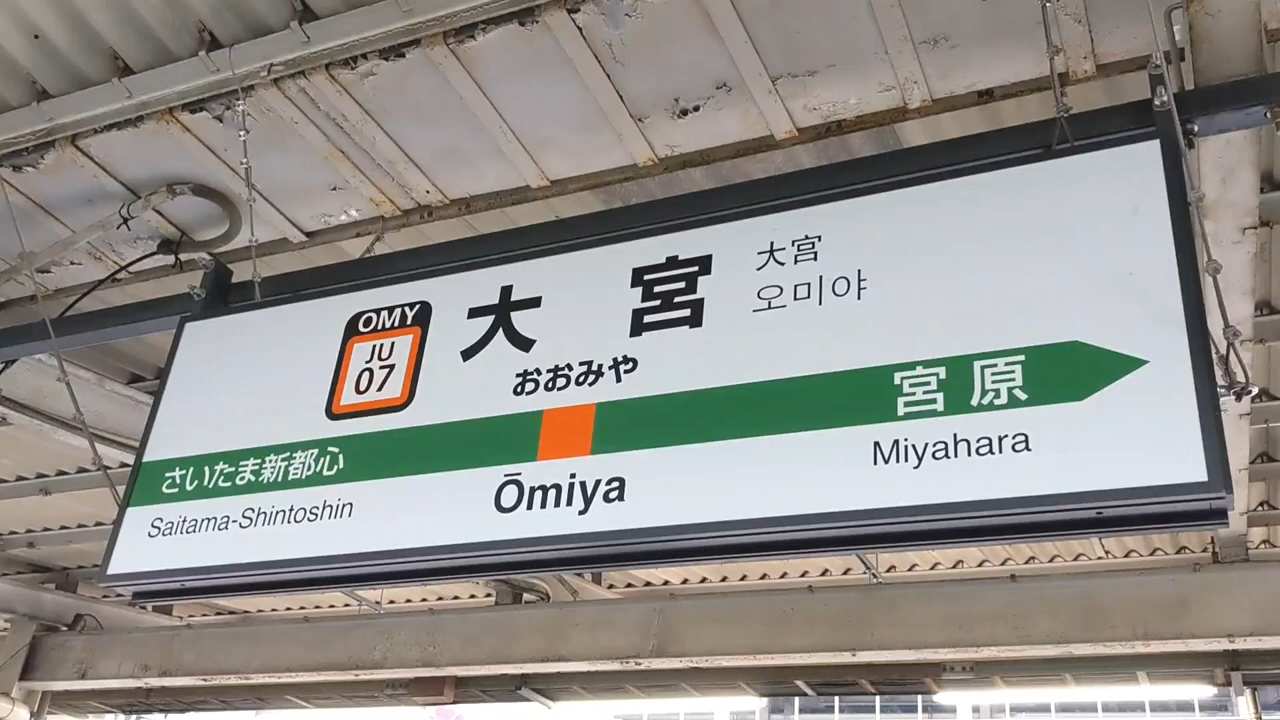 OMY
JU
07
大宮
おおみや
大宮
오미야
さいたま新都心
宮原
Saitama-Shintoshin
Ōmiya
Miyahara